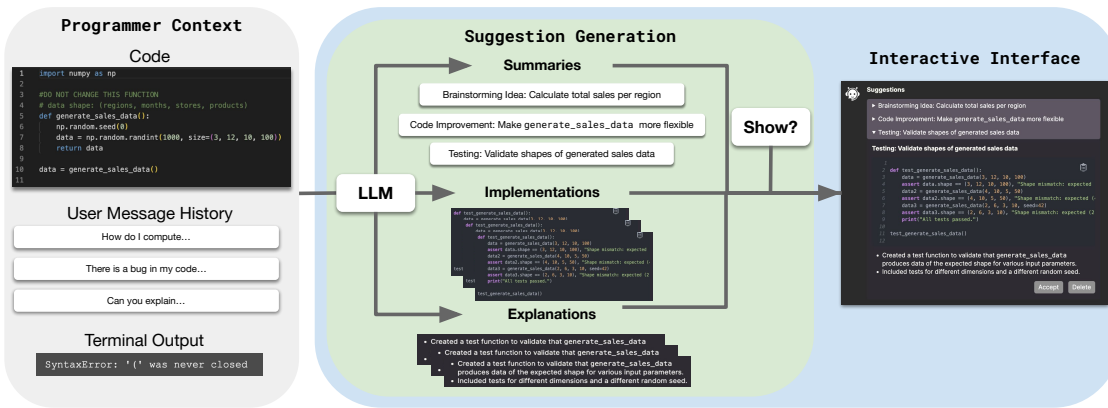 Programmer Context
Code
1 import numpy as np
2
3 #DO NOT CHANGE THIS FUNCTION
4 # data shape: (regions, months, stores, products)
5 def generate_sales_data():
6 np.random.seed(0)
7 data = np.random.randint(1000, size=(3, 12, 10, 100))
8 return data
9
10 data = generate_sales_data()
11
User Message History
How do I compute...
There is a bug in my code...
Can you explain...
Terminal Output
SyntaxError: '(' was never closed
LLM
Suggestion Generation
Summaries
Brainstorming Idea: Calculate total sales per region
Code Improvement: Make generate_sales_data more flexible
Testing: Validate shapes of generated sales data
Implementations
def test_generate_sales_data():
def test_generate_sales_data():
def test_generate_sales_data():
data = generate_sales_data(3, 12, 10, 100)
assert data.shape == (3, 12, 10, 100), "Shape mismatch: expected
data2 = generate_sales_data(4, 10, 5, 50)
assert data2.shape == (4, 10, 5, 50), "Shape mismatch: expected
data3 = generate_sales_data(2, 6, 3, 10, seed=42)
assert data3.shape == (2, 6, 3, 10), "Shape mismatch: expected (2
print("All tests passed.")
test_generate_sales_data()
Explanations
• Created a test function to validate that generate_sales_data
• Created a test function to validate that generate_sales_data
• Created a test function to validate that generate_sales_data
produces data of the expected shape for various input parameters.
• Included tests for different dimensions and a different random seed.
Show?
Interactive Interface
Suggestions
▶ Brainstorming Idea: Calculate total sales per region
▶ Code Improvement: Make generate_sales_data more flexible
▼ Testing: Validate shapes of generated sales data
Testing: Validate shapes of generated sales data
1
2 def test_generate_sales_data():
3 data = generate_sales_data(3, 12, 10, 100)
4 assert data.shape == (3, 12, 10, 100), "Shape mismatch: expected
5 data2 = generate_sales_data(4, 10, 5, 50)
6 assert data2.shape == (4, 10, 5, 50), "Shape mismatch: expected
7 data3 = generate_sales_data(2, 6, 3, 10, seed=42)
8 assert data3.shape == (2, 6, 3, 10), "Shape mismatch: expected (2
9 print("All tests passed.")
10
11 test_generate_sales_data()
12
• Created a test function to validate that generate_sales_data
produces data of the expected shape for various input parameters.
• Included tests for different dimensions and a different random seed.
Accept Delete